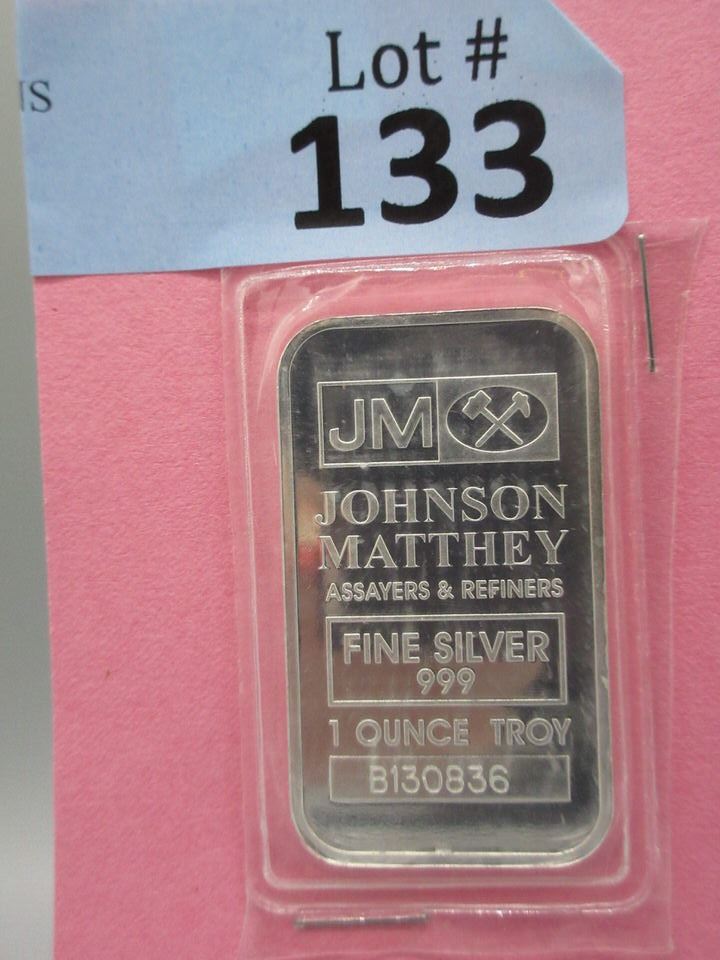 Lot #
133
JM
JOHNSON
MATTHEY
ASSAYERS & REFINERS
FINE SILVER
999
1 OUNCE TROY
B130836